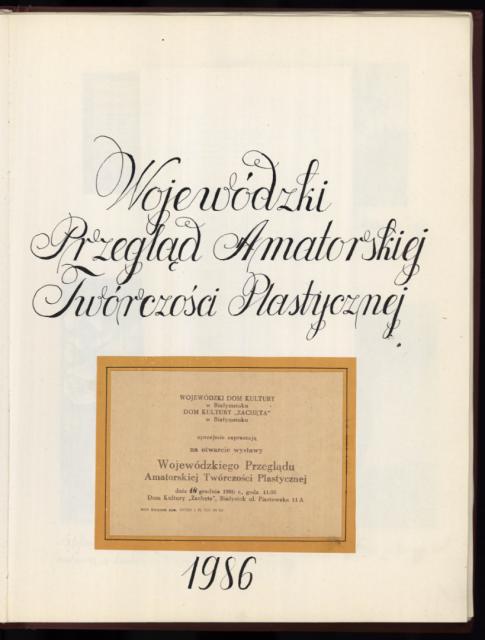 Wojewódzki
Przegląd Amatorskiej
Twórczości Plastycznej.
WOJEWÓDZKI DOM KULTURY
w Białymstoku
DOM KULTURY „ZACHĘTA"
w Białymstoku
uprzejmie zapraszają
na otwarcie wystawy
Wojewódzkiego Przeglądu
Amatorskiej Twórczości Plastycznej
dnia 14 grudnia 1986 r., godz. 11.00
Dom Kultury „Zachęta", Białystok ul. Piastowska 11 A
1986